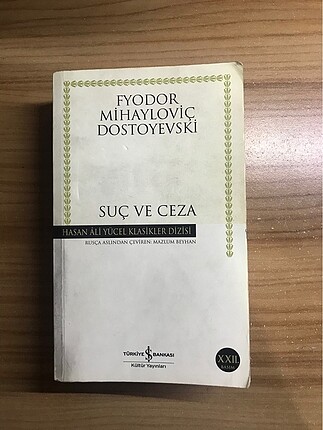 FYODOR
MİHAYLOVİÇ
DOSTOYEVSKİ
SUÇ VE CEZA
HASAN ÂLİ YÜCEL KLASİKLER DİZİSİ
RUSÇA ASLINDAN ÇEVİREN: MAZLUM BEYHAN
TÜRKİYE İŞ BANKASI
Kültür Yayınları
XXII.
BASIM